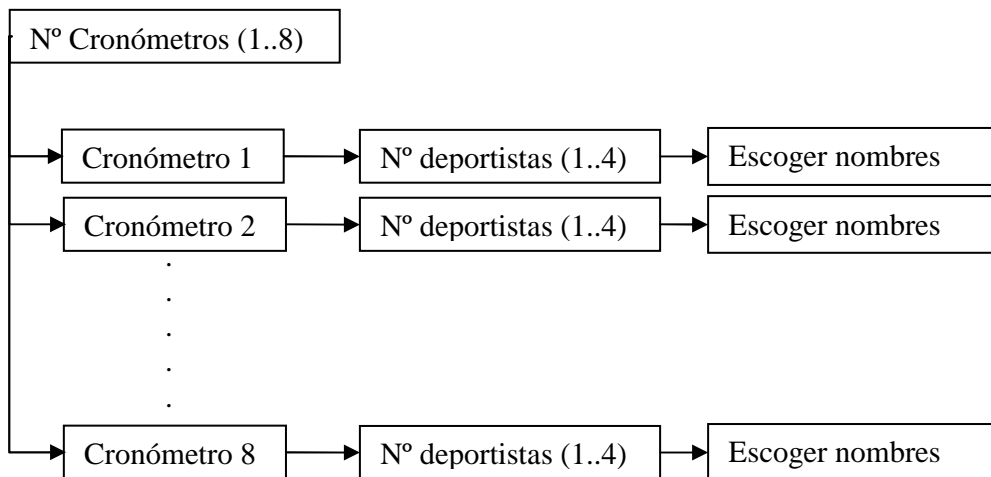 Nº Cronómetros (1..8)
Cronómetro 1 Nº deportistas (1..4) Escoger nombres
Cronómetro 2 Nº deportistas (1..4) Escoger nombres
.
.
.
.
.
Cronómetro 8 Nº deportistas (1..4) Escoger nombres